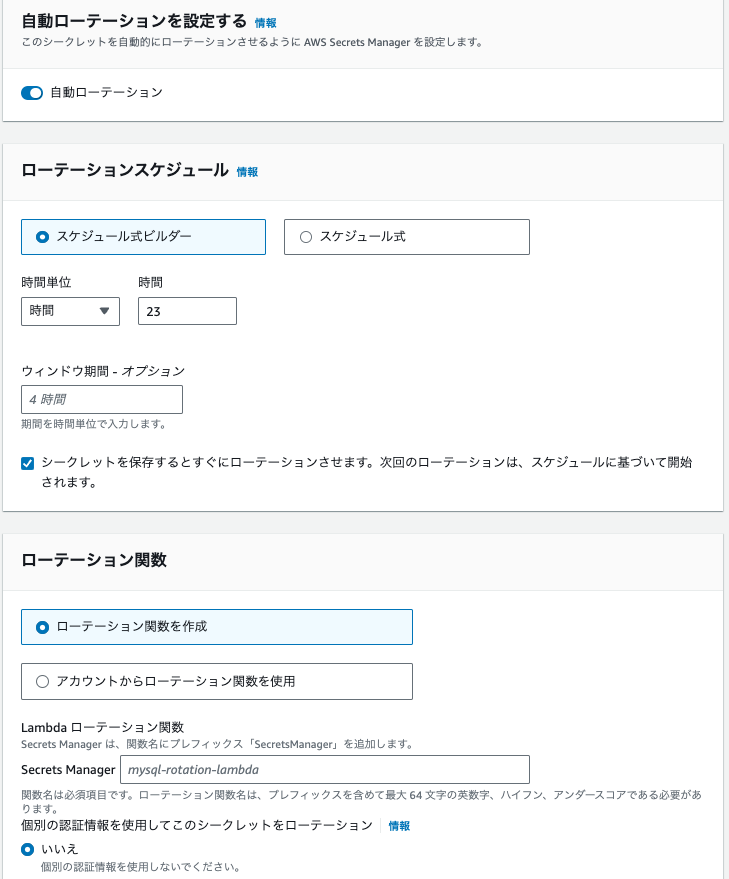 自動ローテーションを設定する 情報
このシークレットを自動的にローテーションさせるように AWS Secrets Manager を設定します。
自動ローテーション
ローテーションスケジュール 情報
スケジュール式ビルダー スケジュール式
時間単位 時間
時間 23
ウィンドウ期間 - オプション
4 時間
期間を時間単位で入力します。
シークレットを保存するとすぐにローテーションさせます。次回のローテーションは、スケジュールに基づいて開始
されます。
ローテーション関数
ローテーション関数を作成
アカウントからローテーション関数を使用
Lambda ローテーション関数
Secrets Manager は、関数名にプレフィックス「SecretsManager」を追加します。
Secrets Manager mysql-rotation-lambda
関数名は必須項目です。ローテーション関数名は、プレフィックスを含めて最大 64 文字の英数字、ハイフン、アンダースコアである必要があ
ります。
個別の認証情報を使用してこのシークレットをローテーション 情報
いいえ
個別の認証情報を使用しないでください。